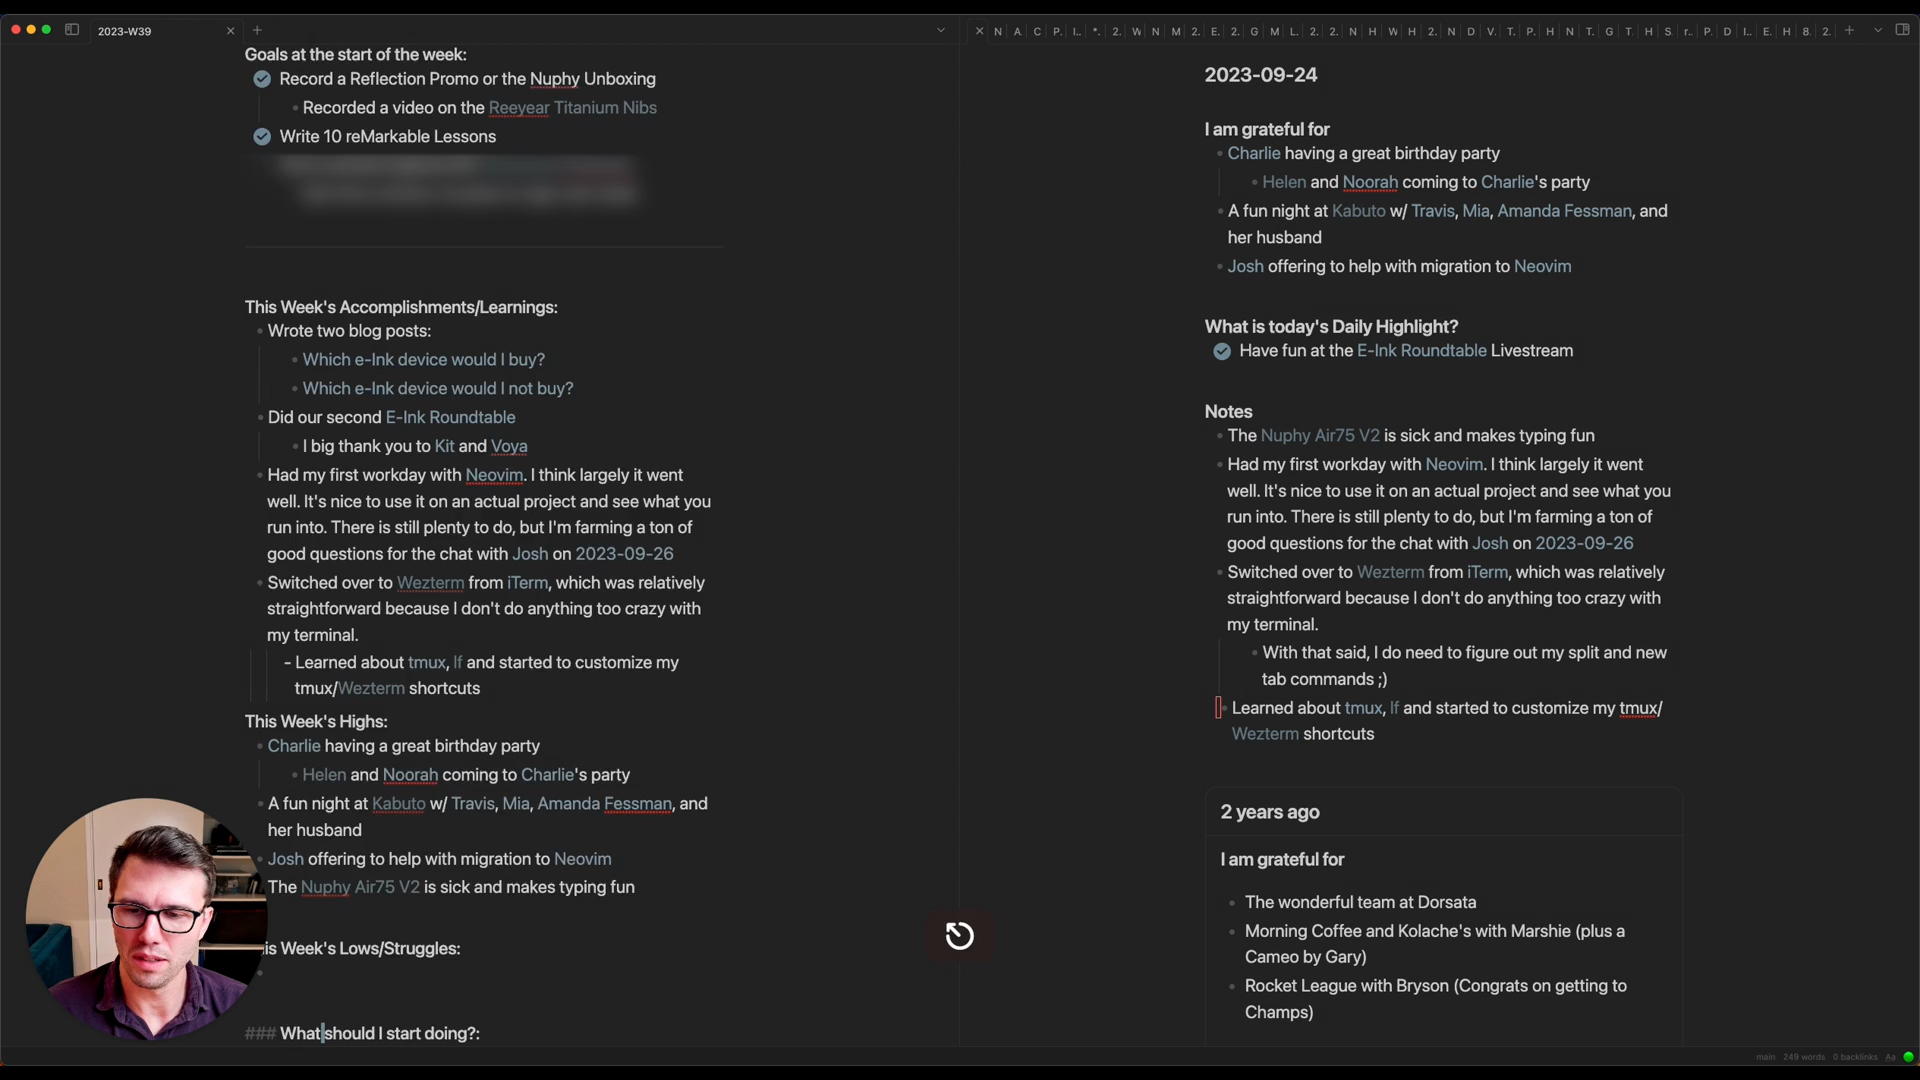 2023-W39
N A C P. I.. *. 2. W N M 2. E. 2. G M L. 2. 2. N H W H 2. N D V. T. P. H N T. G T. H S r.. P. D I.. E. H 8. 2.
Goals at the start of the week:
Record a Reflection Promo or the Nuphy Unboxing
Recorded a video on the Reeyear Titanium Nibs
Write 10 reMarkable Lessons
This Week's Accomplishments/Learnings:
Wrote two blog posts:
Which e-Ink device would I buy?
Which e-Ink device would I not buy?
Did our second E-Ink Roundtable
I big thank you to Kit and Voya
Had my first workday with Neovim. I think largely it went
well. It's nice to use it on an actual project and see what you
run into. There is still plenty to do, but I'm farming a ton of
good questions for the chat with Josh on 2023-09-26
Switched over to Wezterm from iTerm, which was relatively
straightforward because I don't do anything too crazy with
my terminal.
- Learned about tmux, lf and started to customize my
tmux/Wezterm shortcuts
This Week's Highs:
Charlie having a great birthday party
Helen and Noorah coming to Charlie's party
A fun night at Kabuto w/ Travis, Mia, Amanda Fessman, and
her husband
Josh offering to help with migration to Neovim
The Nuphy Air75 V2 is sick and makes typing fun
is Week's Lows/Struggles:
### What should I start doing?:
2023-09-24
I am grateful for
Charlie having a great birthday party
Helen and Noorah coming to Charlie's party
A fun night at Kabuto w/ Travis, Mia, Amanda Fessman, and
her husband
Josh offering to help with migration to Neovim
What is today's Daily Highlight?
Have fun at the E-Ink Roundtable Livestream
Notes
The Nuphy Air75 V2 is sick and makes typing fun
Had my first workday with Neovim. I think largely it went
well. It's nice to use it on an actual project and see what you
run into. There is still plenty to do, but I'm farming a ton of
good questions for the chat with Josh on 2023-09-26
Switched over to Wezterm from iTerm, which was relatively
straightforward because I don't do anything too crazy with
my terminal.
With that said, I do need to figure out my split and new
tab commands ;)
Learned about tmux, lf and started to customize my tmux/
Wezterm shortcuts
2 years ago
I am grateful for
The wonderful team at Dorsata
Morning Coffee and Kolache's with Marshie (plus a
Cameo by Gary)
Rocket League with Bryson (Congrats on getting to
Champs)
main 249 words 0 backlinks Aa